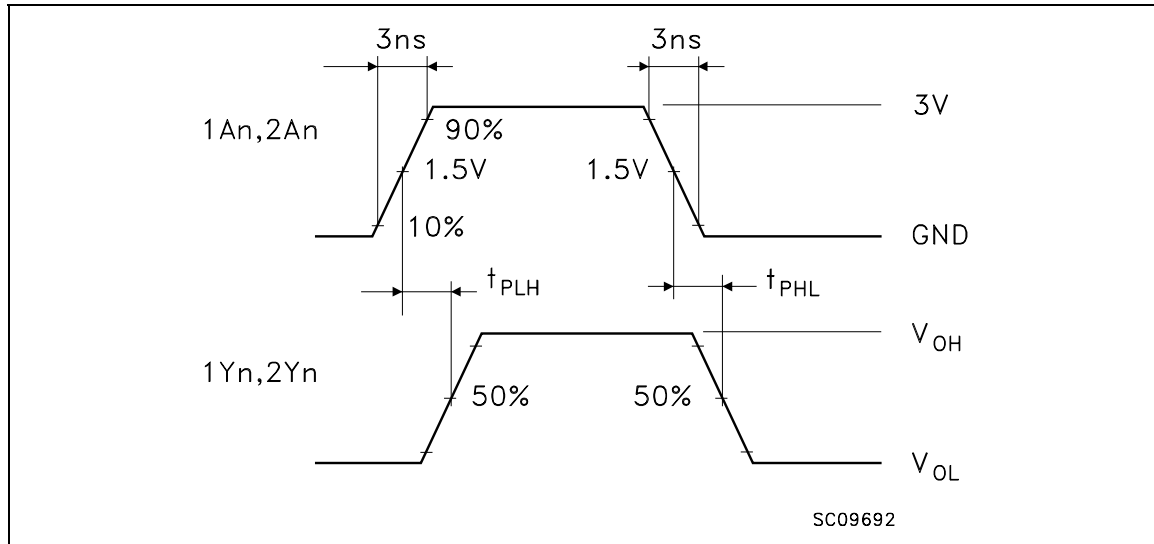 3ns 3ns
3V
1An,2An 90%
1.5V 1.5V
10% GND
tPLH tPHL
VOH
1Yn,2Yn
50% 50%
VOL
SC09692